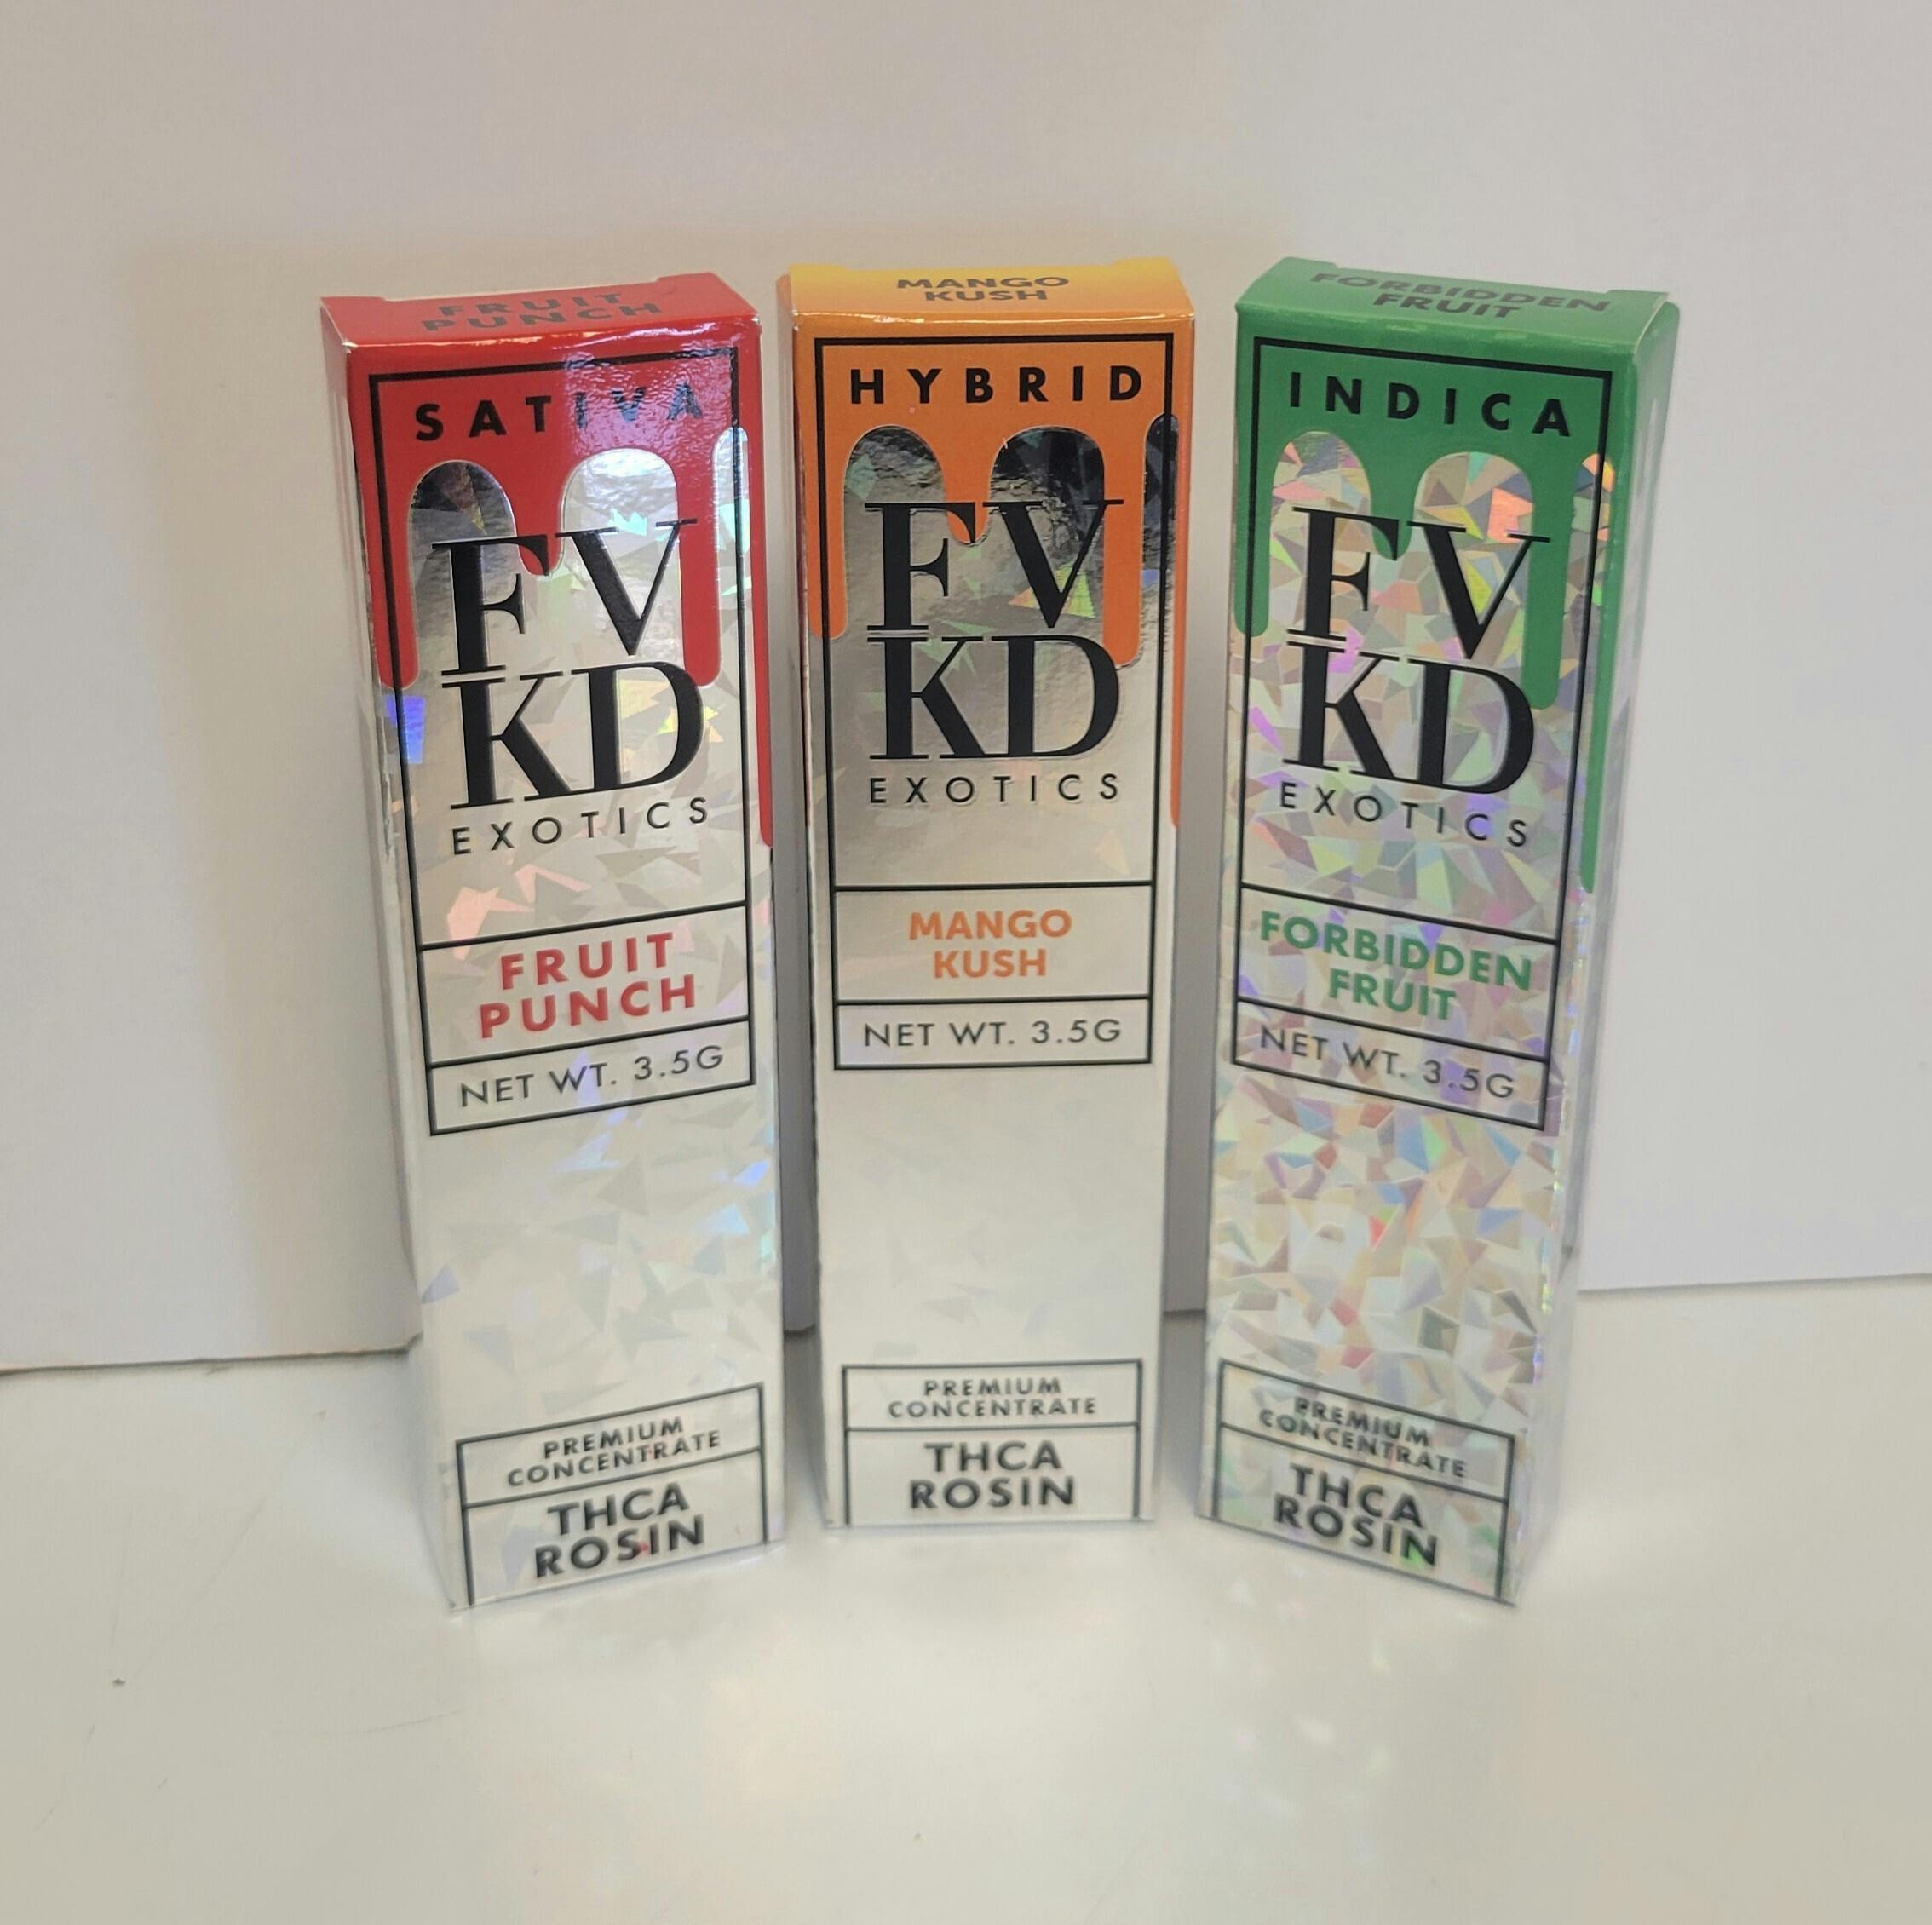 FRUIT
PUNCH
SATIVA
FV
KD
EXOTICS
FRUIT
PUNCH
NET WT. 3.5G
PREMIUM
CONCENTRATE
THCA
ROSIN
MANGO
KUSH
HYBRID
FV
KD
EXOTICS
MANGO
KUSH
NET WT. 3.5G
PREMIUM
CONCENTRATE
THCA
ROSIN
FORBIDDEN
FRUIT
INDICA
FV
KD
EXOTICS
FORBIDDEN
FRUIT
NET WT. 3.5G
PREMIUM
CONCENTRATE
THCA
ROSIN